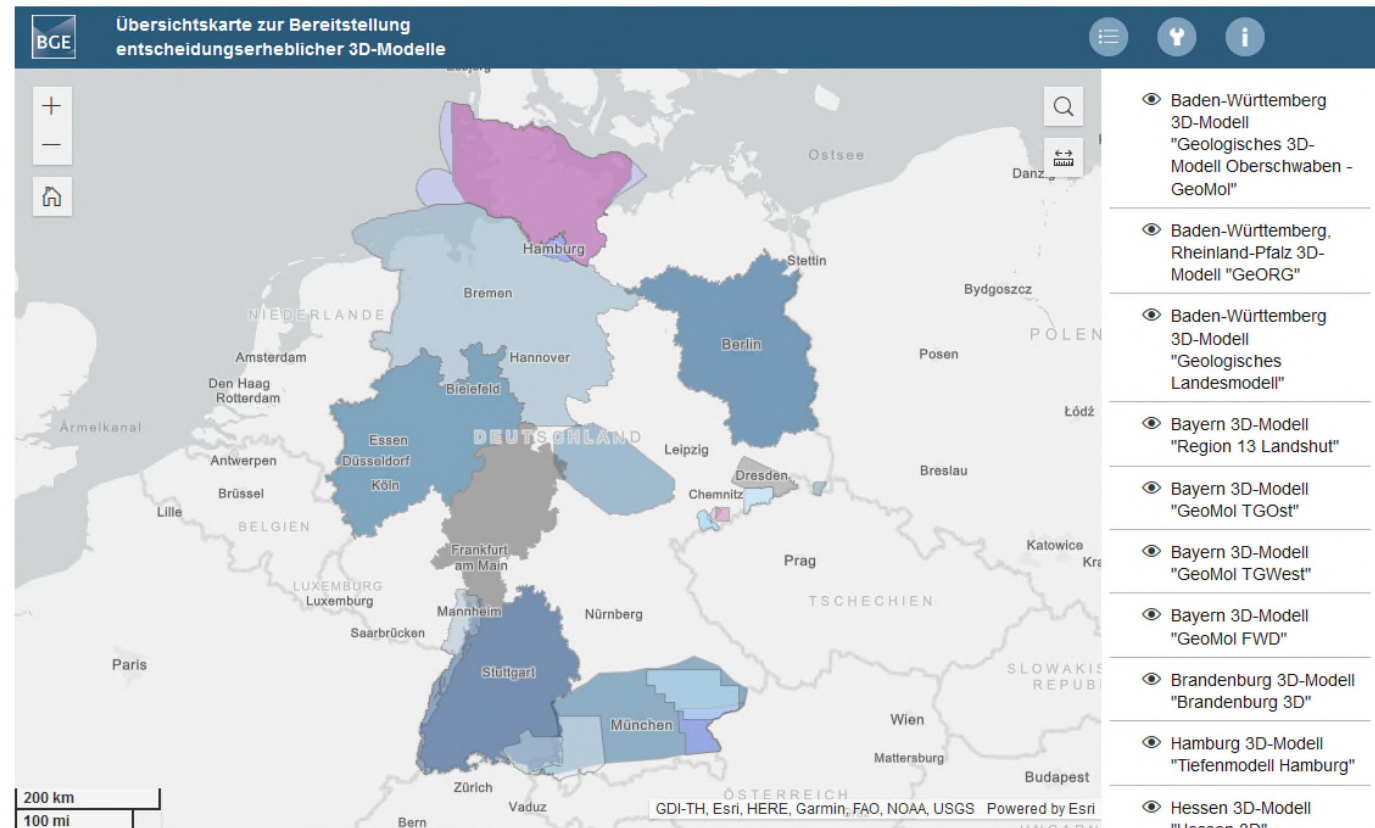 BGE
Übersichtskarte zur Bereitstellung
entscheidungserheblicher 3D-Modelle
Ostsee
Hamburg
Stettin
Bremen
Bydgoszcz
NIEDERLANDE
POLEN
Berlin
Amsterdam
Hannover
Posen
Den Haag
Rotterdam
Bielefeld
Łódź
Ärmelkanal
Essen
DEUTSCHLAND
Leipzig
Antwerpen
Düsseldorf
Dresden
Breslau
Köln
Brüssel
Chemnitz
Lille
BELGIEN
Frankfurt
am Main
Katowice
Prag
LUXEMBURG
Luxemburg
TSCHECHIEN
Mannheim
Nürnberg
Saarbrücken
Paris
Stuttgart
München
Wien
Mattersburg
Budapest
Zürich
ÖSTERREICH
Vaduz
Bern
200 km
100 mi
GDI-TH, Esri, HERE, Garmin, FAO, NOAA, USGS Powered by Esri
Baden-Württemberg
3D-Modell
"Geologisches 3D-
Modell Oberschwaben -
GeoMol"
Baden-Württemberg,
Rheinland-Pfalz 3D-
Modell "GeORG"
Baden-Württemberg
3D-Modell
"Geologisches
Landesmodell"
Bayern 3D-Modell
"Region 13 Landshut"
Bayern 3D-Modell
"GeoMol TGOst"
Bayern 3D-Modell
"GeoMol TGWest"
Bayern 3D-Modell
"GeoMol FWD"
Brandenburg 3D-Modell
"Brandenburg 3D"
Hamburg 3D-Modell
"Tiefenmodell Hamburg"
Hessen 3D-Modell